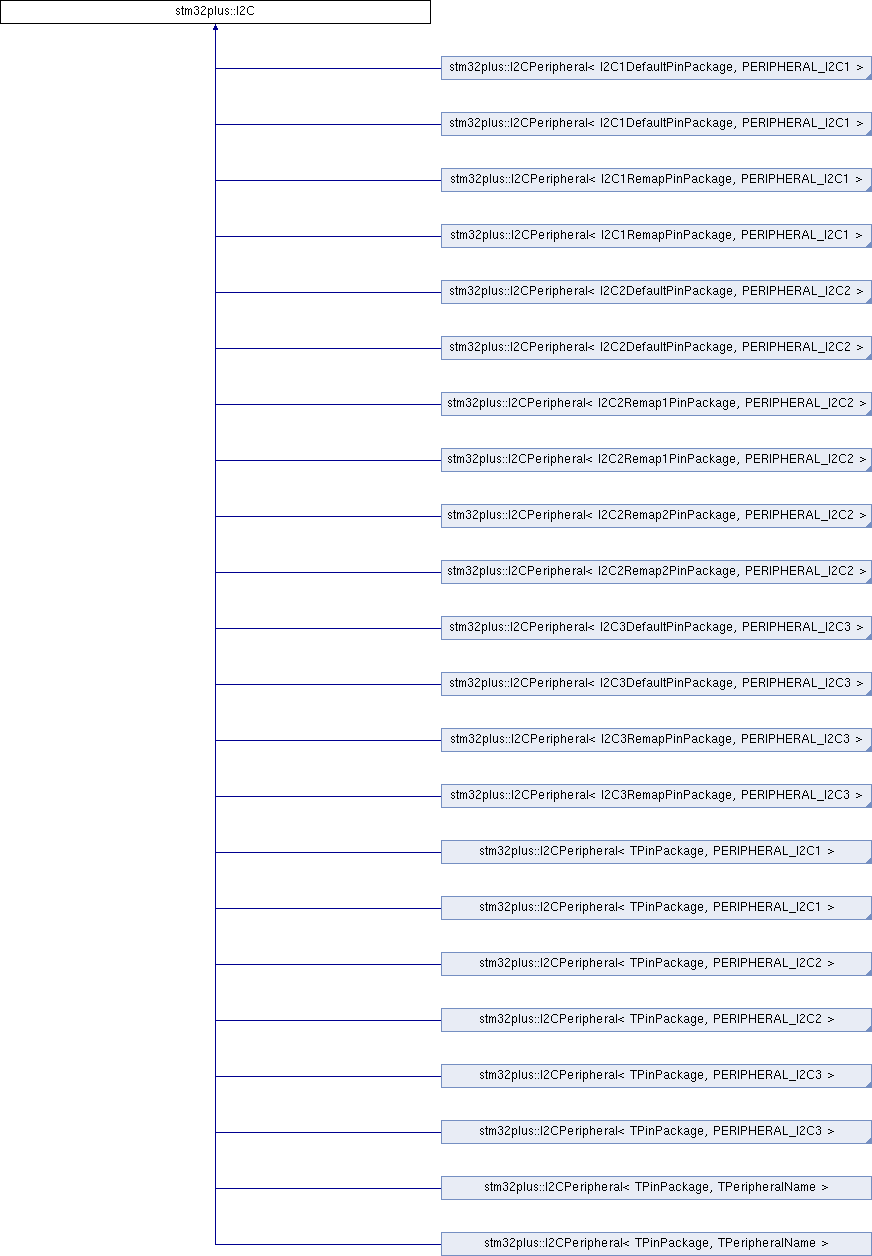 stm32plus::I2C
stm32plus::I2CPeripheral< I2C1DefaultPinPackage, PERIPHERAL_I2C1 >
stm32plus::I2CPeripheral< I2C1DefaultPinPackage, PERIPHERAL_I2C1 >
stm32plus::I2CPeripheral< I2C1RemapPinPackage, PERIPHERAL_I2C1 >
stm32plus::I2CPeripheral< I2C1RemapPinPackage, PERIPHERAL_I2C1 >
stm32plus::I2CPeripheral< I2C2DefaultPinPackage, PERIPHERAL_I2C2 >
stm32plus::I2CPeripheral< I2C2DefaultPinPackage, PERIPHERAL_I2C2 >
stm32plus::I2CPeripheral< I2C2Remap1PinPackage, PERIPHERAL_I2C2 >
stm32plus::I2CPeripheral< I2C2Remap1PinPackage, PERIPHERAL_I2C2 >
stm32plus::I2CPeripheral< I2C2Remap2PinPackage, PERIPHERAL_I2C2 >
stm32plus::I2CPeripheral< I2C2Remap2PinPackage, PERIPHERAL_I2C2 >
stm32plus::I2CPeripheral< I2C3DefaultPinPackage, PERIPHERAL_I2C3 >
stm32plus::I2CPeripheral< I2C3DefaultPinPackage, PERIPHERAL_I2C3 >
stm32plus::I2CPeripheral< I2C3RemapPinPackage, PERIPHERAL_I2C3 >
stm32plus::I2CPeripheral< I2C3RemapPinPackage, PERIPHERAL_I2C3 >
stm32plus::I2CPeripheral< TPinPackage, PERIPHERAL_I2C1 >
stm32plus::I2CPeripheral< TPinPackage, PERIPHERAL_I2C1 >
stm32plus::I2CPeripheral< TPinPackage, PERIPHERAL_I2C2 >
stm32plus::I2CPeripheral< TPinPackage, PERIPHERAL_I2C2 >
stm32plus::I2CPeripheral< TPinPackage, PERIPHERAL_I2C3 >
stm32plus::I2CPeripheral< TPinPackage, PERIPHERAL_I2C3 >
stm32plus::I2CPeripheral< TPinPackage, TPeripheralName >
stm32plus::I2CPeripheral< TPinPackage, TPeripheralName >